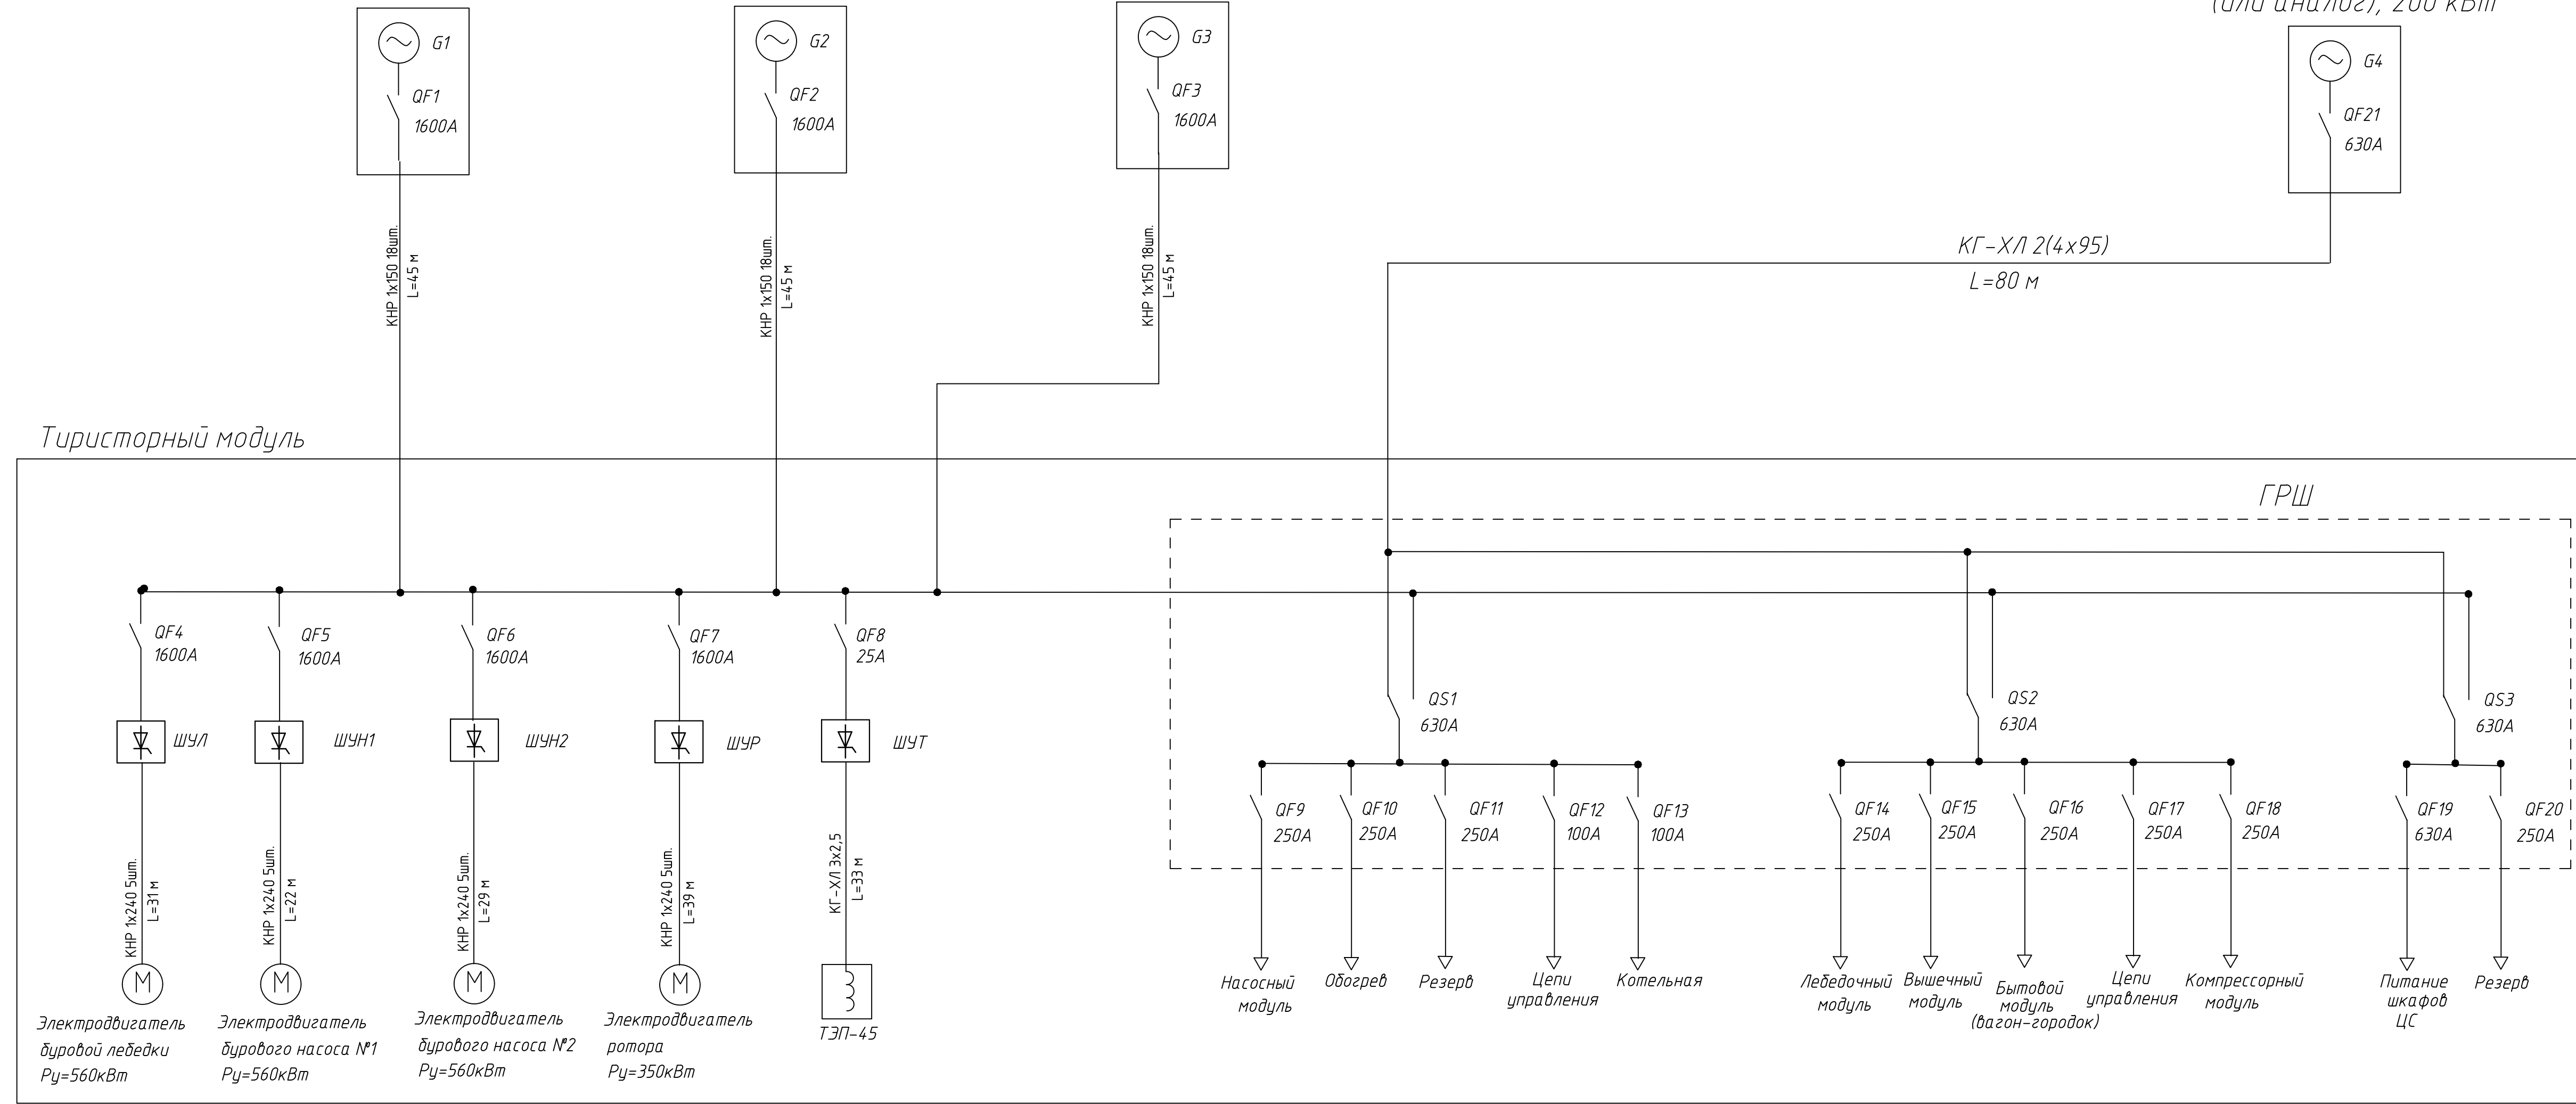 (или аналог), 200 кВт
G1
QF1
1600А
G2
QF2
1600А
G3
QF3
1600А
G4
QF21
630А
КНР 1х150 18шт.
L=45 м
КНР 1х150 18шт.
L=45 м
КНР 1х150 18шт.
L=45 м
КГ-ХЛ 2(4х95)
L=80 м
Тиристорный модуль
ГРШ
QF4
1600А
QF5
1600А
QF6
1600А
QF7
1600А
QF8
25А
QS1
630А
QS2
630А
QS3
630А
ШУЛ
ШУН1
ШУН2
ШУР
ШУТ
QF9
250А
QF10
250А
QF11
250А
QF12
100А
QF13
100А
QF14
250А
QF15
250А
QF16
250А
QF17
250А
QF18
250А
QF19
630А
QF20
250А
КНР 1х240 5шт.
L=31 м
КНР 1х240 5шт.
L=22 м
КНР 1х240 5шт.
L=29 м
КНР 1х240 5шт.
L=39 м
КГ-ХЛ 3х2,5
L=33 м
М
М
М
М
Электродвигатель
буровой лебедки
Ру=560кВт
Электродвигатель
бурового насоса №1
Ру=560кВт
Электродвигатель
бурового насоса №2
Ру=560кВт
Электродвигатель
ротора
Ру=350кВт
ТЭП-45
Насосный
модуль
Обогрев
Резерв
Цепи
управления
Котельная
Лебедочный
модуль
Вышечный
модуль
Бытовой
модуль
(вагон-городок)
Цепи
управления
Компрессорный
модуль
Питание
шкафов
ЦС
Резерв